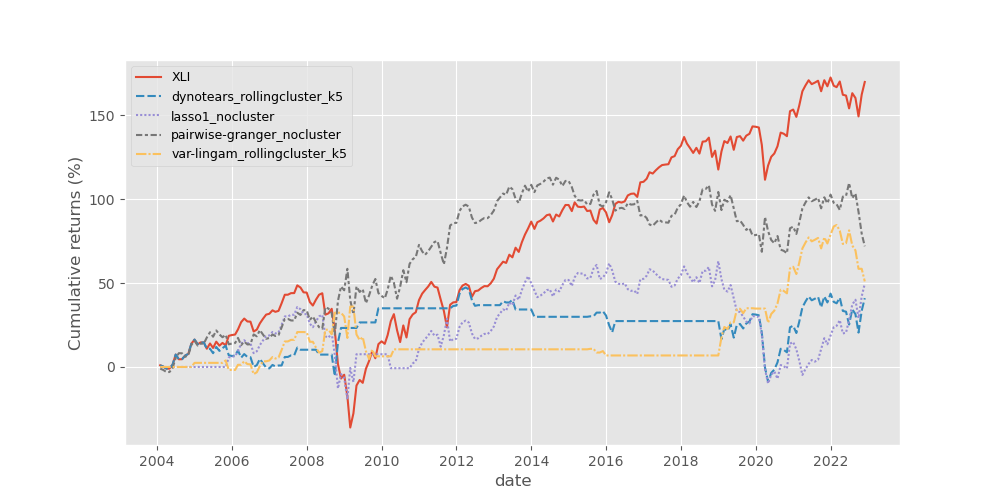 XLI
dynotears_rollingcluster_k5
lasso1_nocluster
pairwise-granger_nocluster
var-lingam_rollingcluster_k5
Cumulative returns (%)
150
100
50
0
2004 2006 2008 2010 2012 2014 2016 2018 2020 2022
date